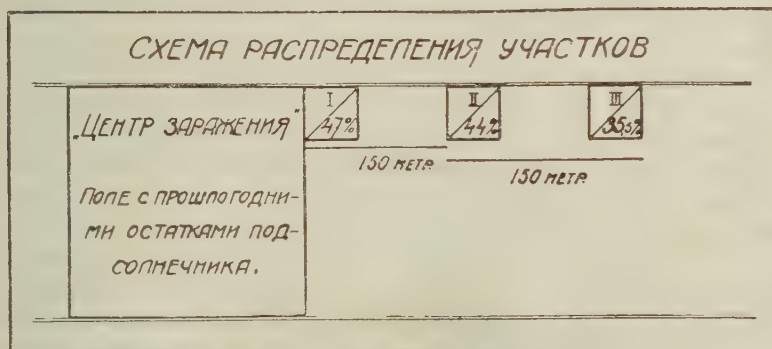 СХЕМА РАСПРЕДЕЛЕНИЯ УЧАСТКОВ
I II III
47% 44% 35,5%
„ЦЕНТР ЗАРАЖЕНИЯ"
150 МЕТР. 150 МЕТР.
ПОЛЕ С ПРОШЛОГОДНИ-
МИ ОСТАТКАМИ ПОД-
СОЛНЕЧНИКА.